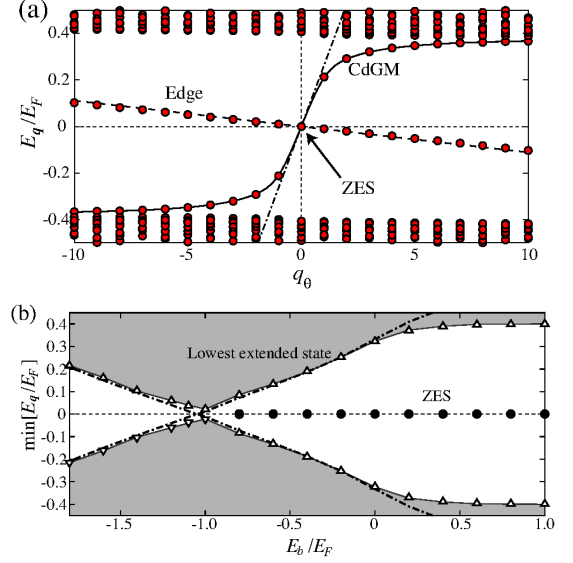 (a)
0.4
0.2
0
-0.2
-0.4
E_q/E_F
Edge
CdGM
ZES
-10
-5
0
5
10
q_θ
(b)
0.4
0.3
0.2
0.1
0
-0.1
-0.2
-0.3
-0.4
min[E_q/E_F]
Lowest extended state
ZES
-1.5
-1.0
-0.5
0
0.5
1.0
E_b/E_F